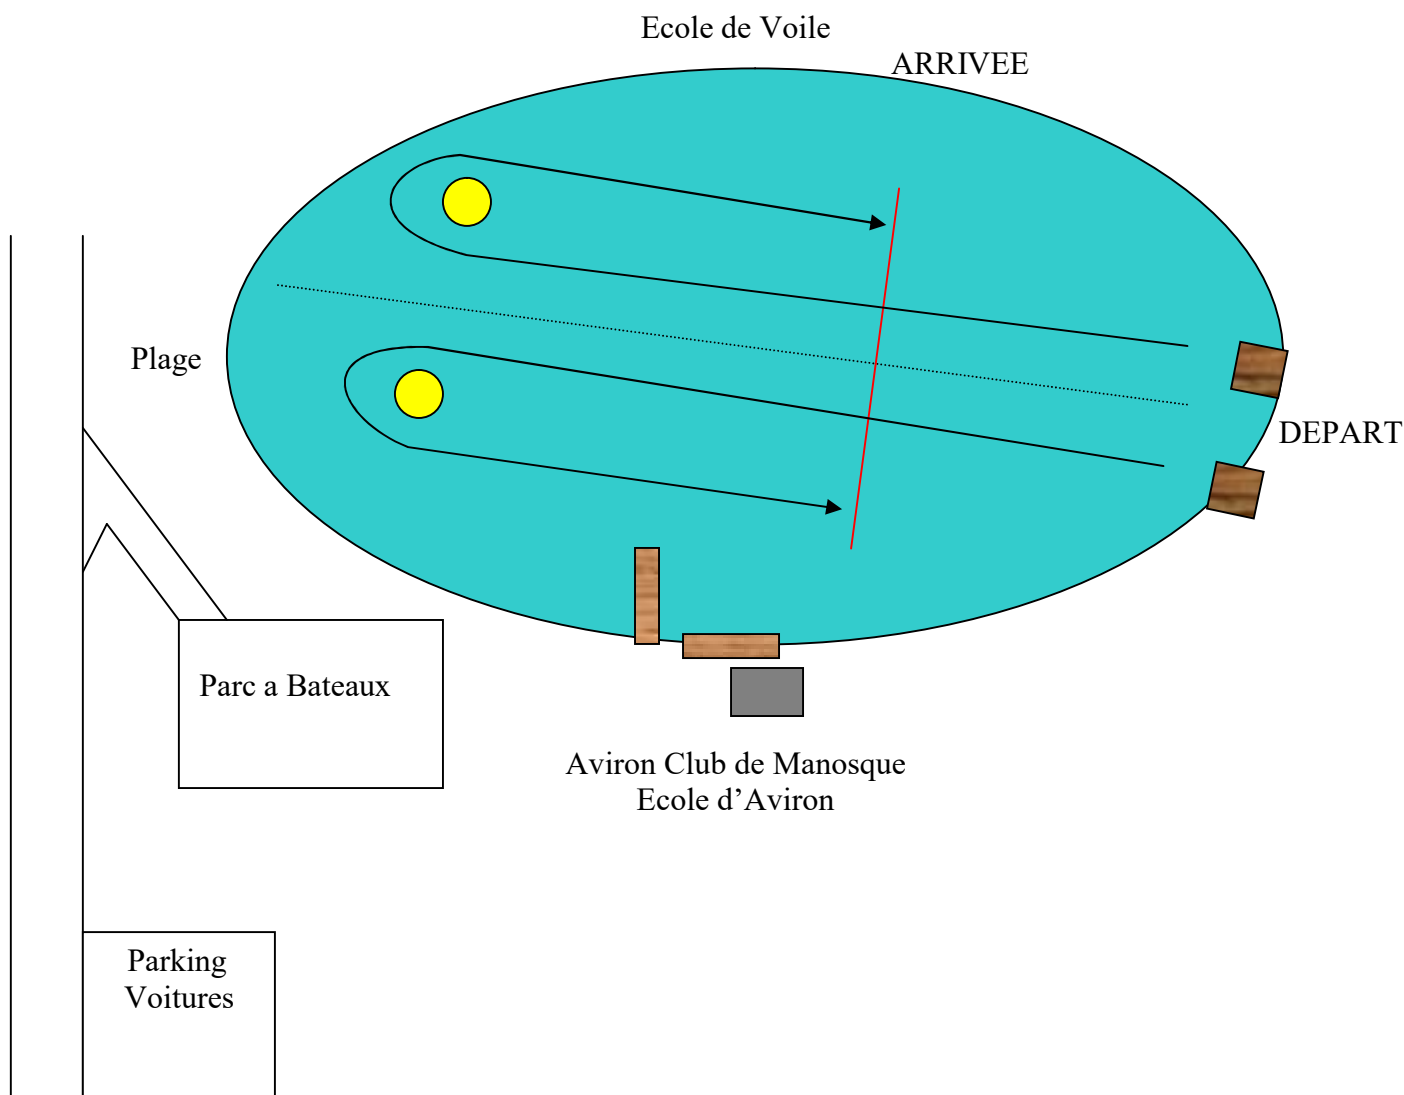 Ecole de Voile
ARRIVEE
Plage
DEPART
Parc a Bateaux
Aviron Club de Manosque
Ecole d’Aviron
Parking
Voitures